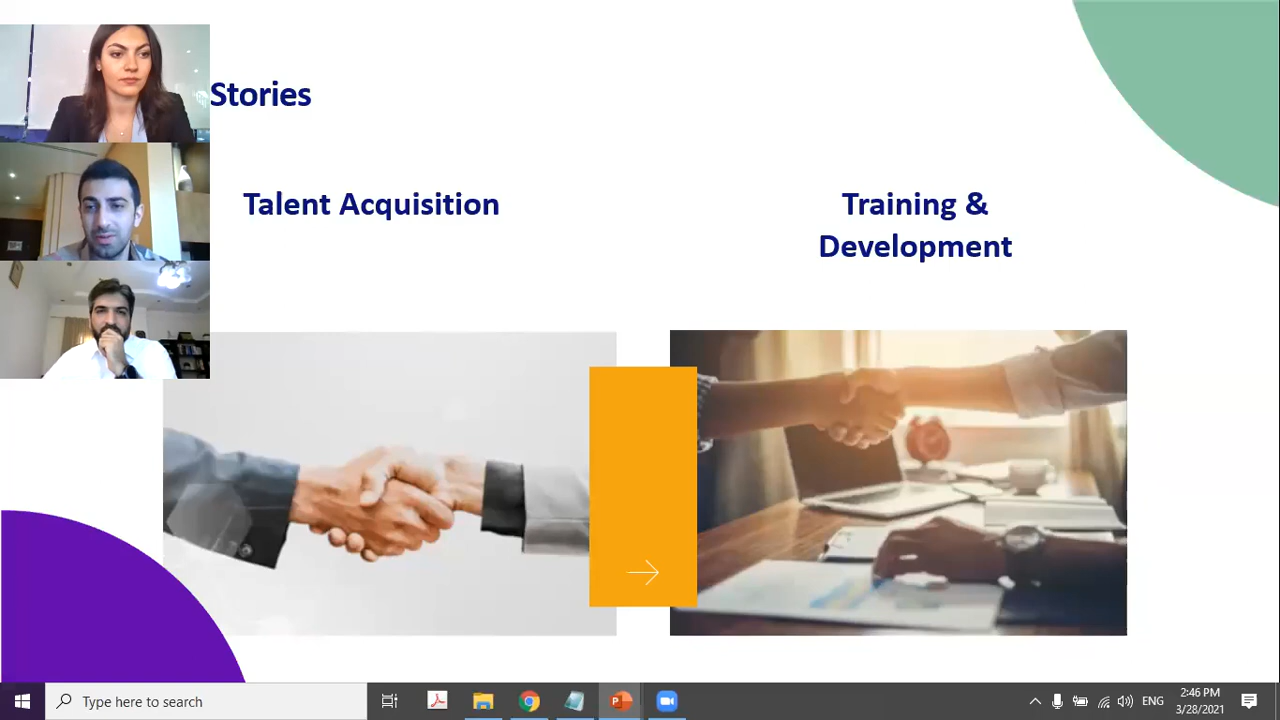 Stories
Talent Acquisition
Training &
Development
Type here to search
ENG
2:46 PM
3/28/2021